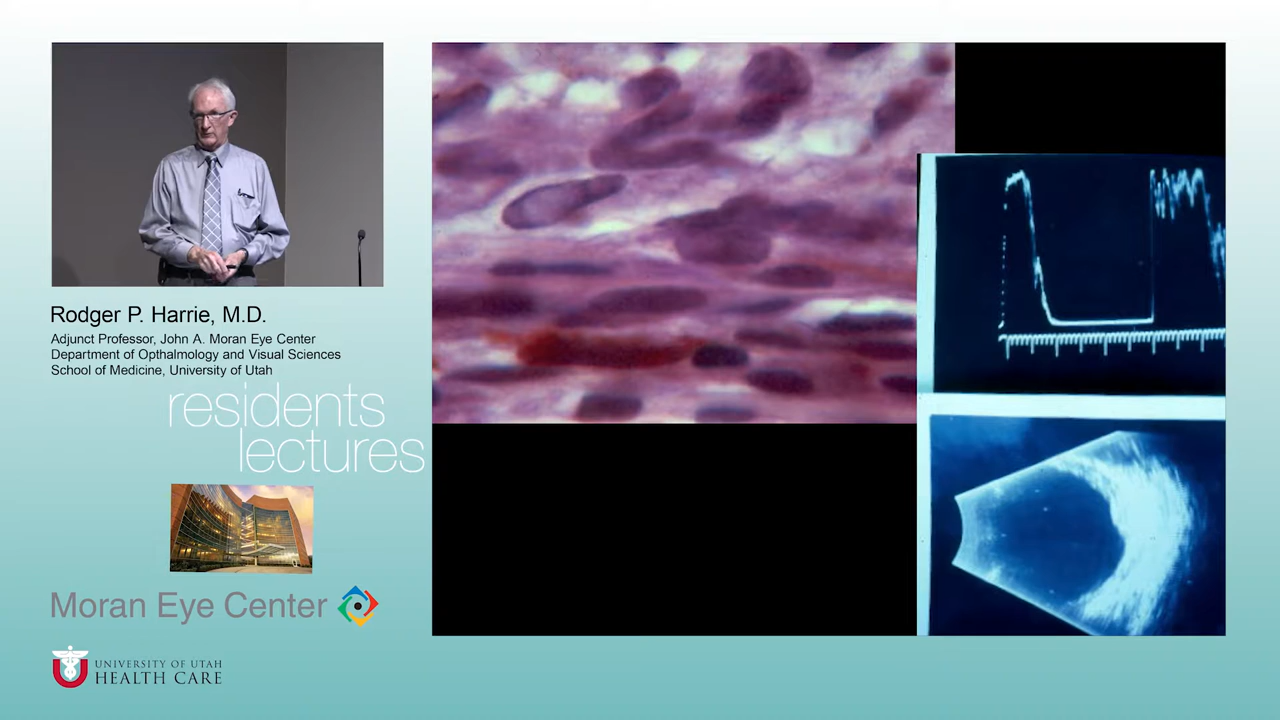 Rodger P. Harrie, M.D.
Adjunct Professor, John A. Moran Eye Center
Department of Opthalmology and Visual Sciences
School of Medicine, University of Utah
residents
lectures
Moran Eye Center
UNIVERSITY OF UTAH
HEALTH CARE